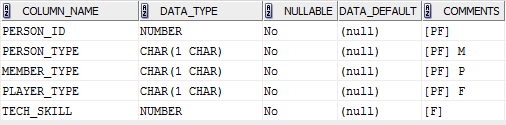 COLUMN_NAME DATA_TYPE NULLABLE DATA_DEFAULT COMMENTS
PERSON_ID NUMBER No (null) [PF]
PERSON_TYPE CHAR(1 CHAR) No (null) [PF] M
MEMBER_TYPE CHAR(1 CHAR) No (null) [PF] P
PLAYER_TYPE CHAR(1 CHAR) No (null) [PF] F
TECH_SKILL NUMBER No (null) [F]